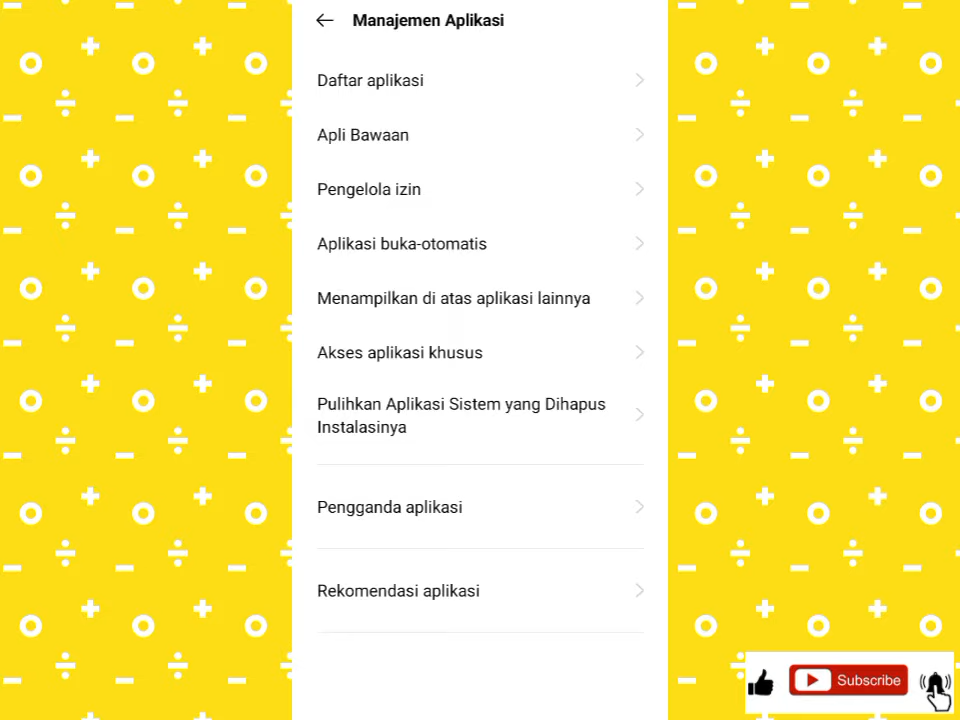 Manajemen Aplikasi
Daftar aplikasi
Apli Bawaan
Pengelola izin
Aplikasi buka-otomatis
Menampilkan di atas aplikasi lainnya
Akses aplikasi khusus
Pulihkan Aplikasi Sistem yang Dihapus
Instalasinya
Pengganda aplikasi
Rekomendasi aplikasi
Subscribe